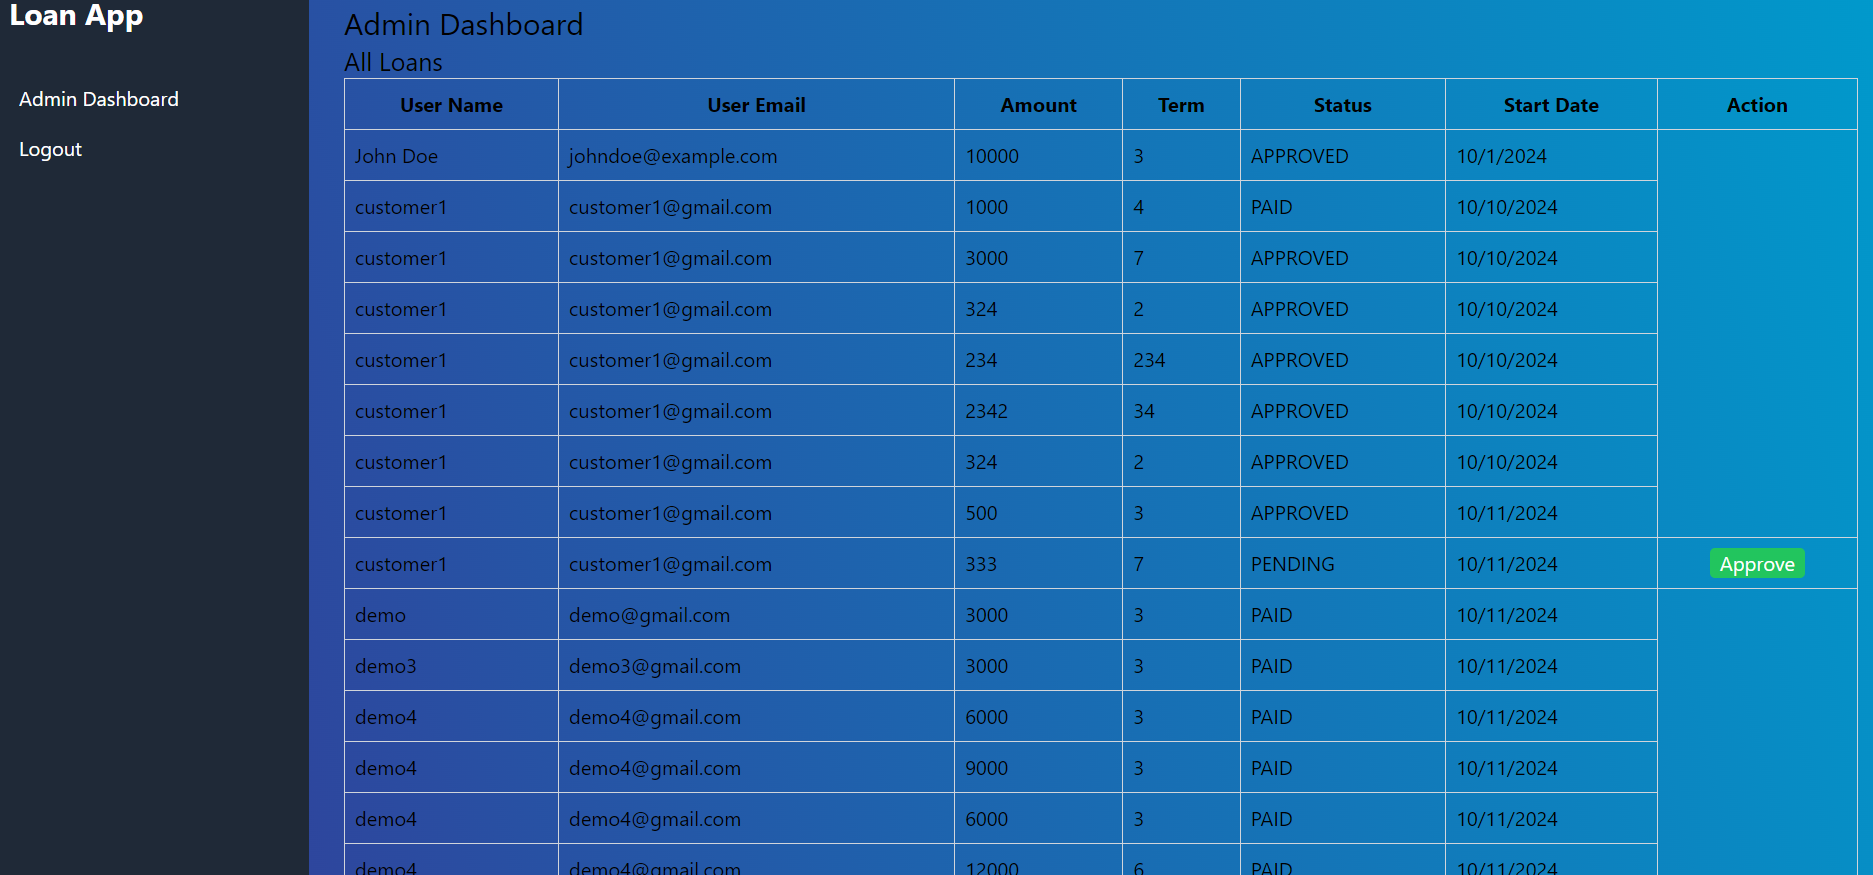 Loan App
Admin Dashboard
Logout
Admin Dashboard
All Loans
User Name User Email Amount Term Status Start Date Action
John Doe johndoe@example.com 10000 3 APPROVED 10/1/2024
customer1 customer1@gmail.com 1000 4 PAID 10/10/2024
customer1 customer1@gmail.com 3000 7 APPROVED 10/10/2024
customer1 customer1@gmail.com 324 2 APPROVED 10/10/2024
customer1 customer1@gmail.com 234 234 APPROVED 10/10/2024
customer1 customer1@gmail.com 2342 34 APPROVED 10/10/2024
customer1 customer1@gmail.com 324 2 APPROVED 10/10/2024
customer1 customer1@gmail.com 500 3 APPROVED 10/11/2024
customer1 customer1@gmail.com 333 7 PENDING 10/11/2024 Approve
demo demo@gmail.com 3000 3 PAID 10/11/2024
demo3 demo3@gmail.com 3000 3 PAID 10/11/2024
demo4 demo4@gmail.com 6000 3 PAID 10/11/2024
demo4 demo4@gmail.com 9000 3 PAID 10/11/2024
demo4 demo4@gmail.com 6000 3 PAID 10/11/2024
demo4 demo4@gmail.com 12000 6 PAID 10/11/2024